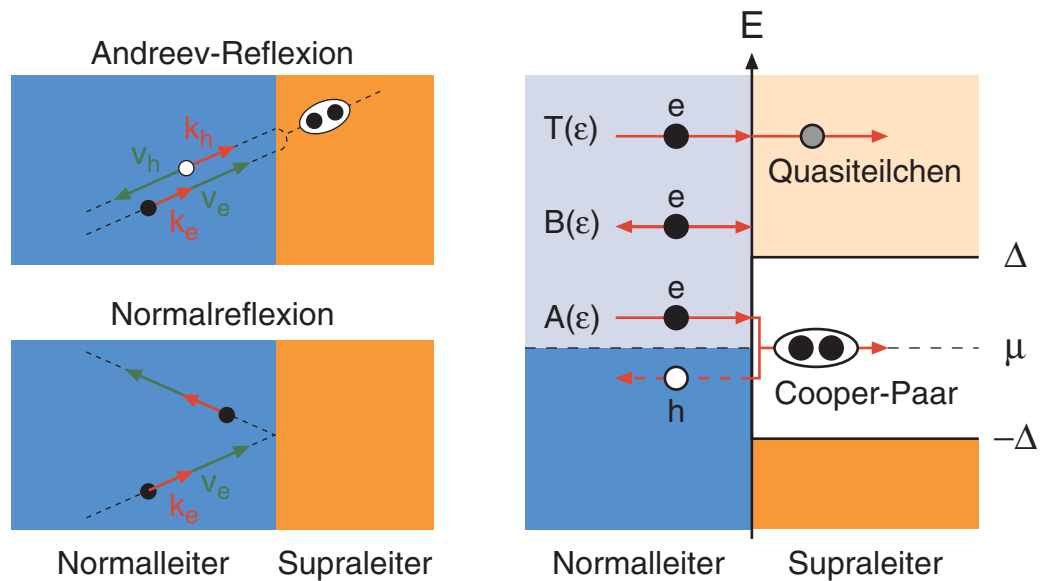 Andreev-Reflexion
k_h
v_h
v_e
k_e
Normalreflexion
v_e
k_e
Normalleiter
Supraleiter
E
T(ε)
e
Quasiteilchen
B(ε)
e
Δ
A(ε)
e
μ
h
Cooper-Paar
−Δ
Normalleiter
Supraleiter